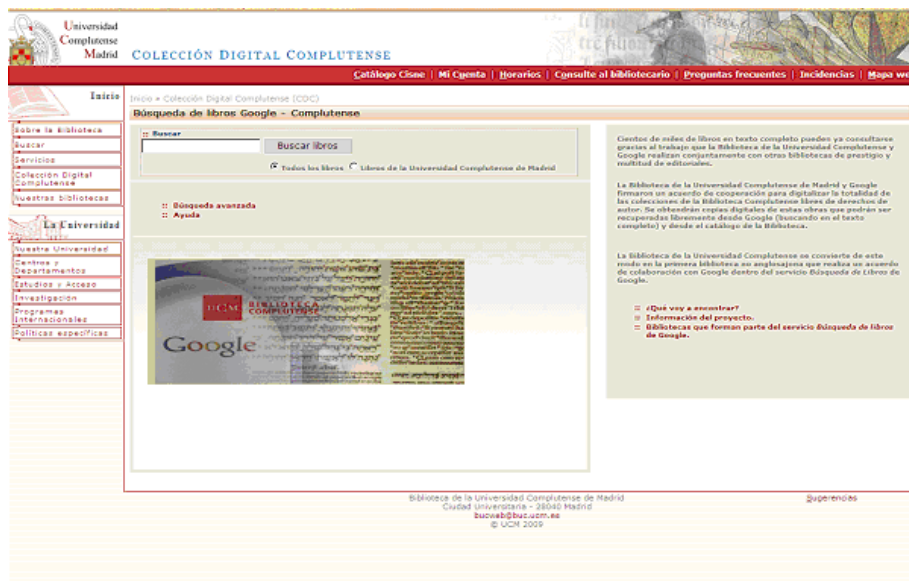 Universidad
Complutense
Madrid
COLECCIÓN DIGITAL COMPLUTENSE
Catálogo Cisne | Mi Cuenta | Horarios | Consulte al bibliotecario | Preguntas frecuentes | Incidencias | Mapa we
Inicio
Inicio » Colección Digital Complutense (CDC)
Búsqueda de libros Google - Complutense
Sobre la Biblioteca
Buscar
Servicios
Colección Digital
Complutense
Nuestras bibliotecas
La Universidad
Nuestra Universidad
Centros y
Departamentos
Estudios y Acceso
Investigación
Programas
Internacionales
Políticas específicas
:: Buscar
Buscar libros
Todos los libros Libros de la Universidad Complutense de Madrid
:: Búsqueda avanzada
:: Ayuda
UCM BIBLIOTECA
COMPLUTENSE
Google
Cientos de miles de libros en texto completo pueden ya consultarse
gracias al trabajo que la Biblioteca de la Universidad Complutense y
Google realizan conjuntamente con otras bibliotecas de prestigio y
multitud de editoriales.
La Biblioteca de la Universidad Complutense de Madrid y Google
firmaron un acuerdo de cooperación para digitalizar la totalidad de
las colecciones de la Biblioteca Complutense libres de derechos de
autor. Se obtendrán copias digitales de estas obras que podrán ser
recuperadas libremente desde Google (buscando en el texto
completo) y desde el catálogo de la Biblioteca.
La Biblioteca de la Universidad Complutense se convierte de este
modo en la primera biblioteca no anglosajona que realiza un acuerdo
de colaboración con Google dentro del servicio Búsqueda de Libros de
Google.
:: ¿Qué voy a encontrar?
:: Información del proyecto.
:: Bibliotecas que forman parte del servicio Búsqueda de libros
de Google.
Biblioteca de la Universidad Complutense de Madrid
Ciudad Universitaria - 28040 Madrid
bucweb@buc.ucm.es
© UCM 2009
Sugerencias